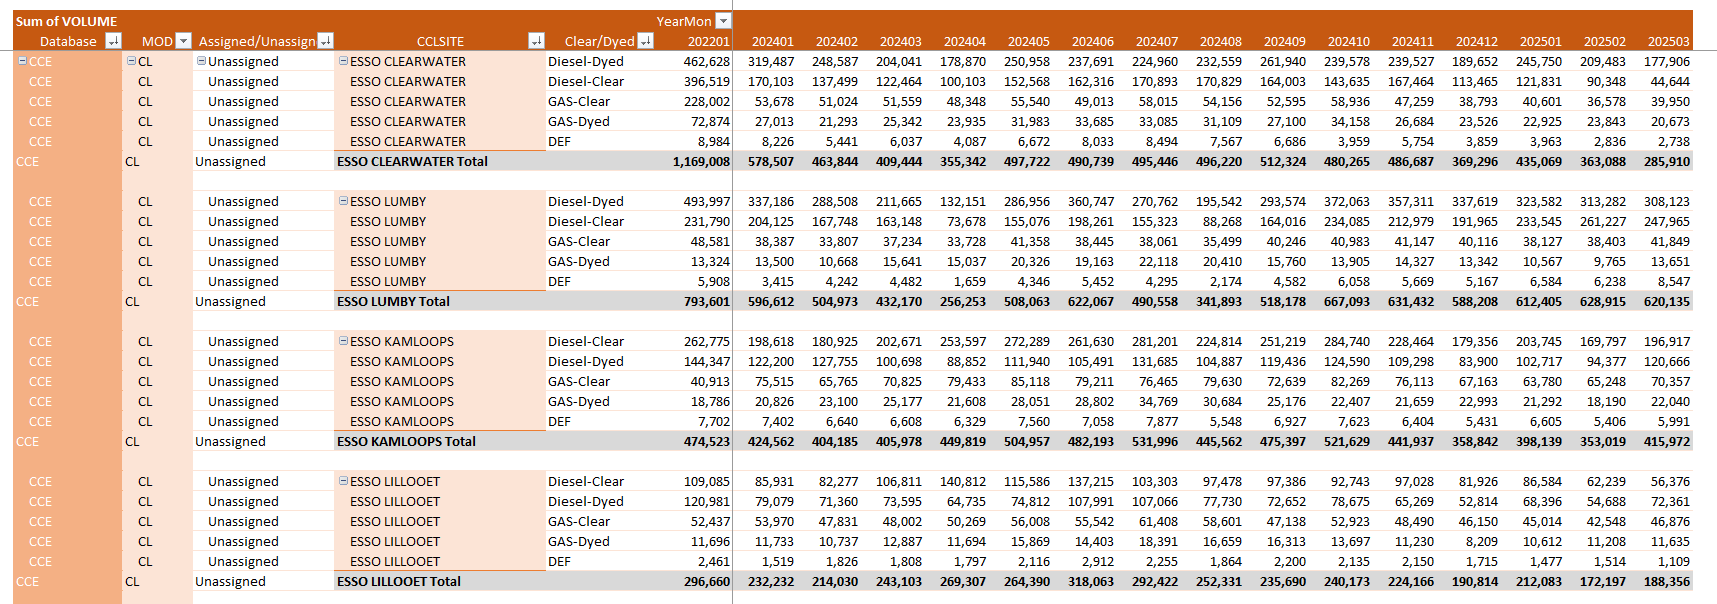 Sum of VOLUME YearMon
Database MOD Assigned/Unassign CCLSITE Clear/Dyed 202201 202401 202402 202403 202404 202405 202406 202407 202408 202409 202410 202411 202412 202501 202502 202503
CCE CL Unassigned ESSO CLEARWATER Diesel-Dyed 462,628 319,487 248,587 204,041 178,870 250,958 237,691 224,960 232,559 261,940 239,578 239,527 189,652 245,750 209,483 177,906
CCE CL Unassigned ESSO CLEARWATER Diesel-Clear 396,519 170,103 137,499 122,464 100,103 152,568 162,316 170,893 170,829 164,003 143,635 167,464 113,465 121,831 90,348 44,644
CCE CL Unassigned ESSO CLEARWATER GAS-Clear 228,002 53,678 51,024 51,559 48,348 55,540 49,013 58,015 54,156 52,595 58,936 47,259 38,793 40,601 36,578 39,950
CCE CL Unassigned ESSO CLEARWATER GAS-Dyed 72,874 27,013 21,293 25,342 23,935 31,983 33,685 33,085 31,109 27,100 34,158 26,684 23,526 22,925 23,843 20,673
CCE CL Unassigned ESSO CLEARWATER DEF 8,984 8,226 5,441 6,037 4,087 6,672 8,033 8,494 7,567 6,686 3,959 5,754 3,859 3,963 2,836 2,738
CCE CL Unassigned ESSO CLEARWATER Total 1,169,008 578,507 463,844 409,444 355,342 497,722 490,739 495,446 496,220 512,324 480,265 486,687 369,296 435,069 363,088 285,910
CCE CL Unassigned ESSO LUMBY Diesel-Dyed 493,997 337,186 288,508 211,665 132,151 286,956 360,747 270,762 195,542 293,574 372,063 357,311 337,619 323,582 313,282 308,123
CCE CL Unassigned ESSO LUMBY Diesel-Clear 231,790 204,125 167,748 163,148 73,678 155,076 198,261 155,323 88,268 164,016 234,085 212,979 191,965 233,545 261,227 247,965
CCE CL Unassigned ESSO LUMBY GAS-Clear 48,581 38,387 33,807 37,234 33,728 41,358 38,445 38,061 35,499 40,246 40,983 41,147 40,116 38,127 38,403 41,849
CCE CL Unassigned ESSO LUMBY GAS-Dyed 13,324 13,500 10,668 15,641 15,037 20,326 19,163 22,118 20,410 15,760 13,905 14,327 13,342 10,567 9,765 13,651
CCE CL Unassigned ESSO LUMBY DEF 5,908 3,415 4,242 4,482 1,659 4,346 5,452 4,295 2,174 4,582 6,058 5,669 5,167 6,584 6,238 8,547
CCE CL Unassigned ESSO LUMBY Total 793,601 596,612 504,973 432,170 256,253 508,063 622,067 490,558 341,893 518,178 667,093 631,432 588,208 612,405 628,915 620,135
CCE CL Unassigned ESSO KAMLOOPS Diesel-Clear 262,775 198,618 180,925 202,671 253,597 272,289 261,630 281,201 224,814 251,219 284,740 228,464 179,356 203,745 169,797 196,917
CCE CL Unassigned ESSO KAMLOOPS Diesel-Dyed 144,347 122,200 127,755 100,698 88,852 111,940 105,491 131,685 104,887 119,436 124,590 109,298 83,900 102,717 94,377 120,666
CCE CL Unassigned ESSO KAMLOOPS GAS-Clear 40,913 75,515 65,765 70,825 79,433 85,118 79,211 76,465 79,630 72,639 82,269 76,113 67,163 63,780 65,248 70,357
CCE CL Unassigned ESSO KAMLOOPS GAS-Dyed 18,786 20,826 23,100 25,177 21,608 28,051 28,802 34,769 30,684 25,176 22,407 21,659 22,993 21,292 18,190 22,040
CCE CL Unassigned ESSO KAMLOOPS DEF 7,702 7,402 6,640 6,608 6,329 7,560 7,058 7,877 5,548 6,927 7,623 6,404 5,431 6,605 5,406 5,991
CCE CL Unassigned ESSO KAMLOOPS Total 474,523 424,562 404,185 405,978 449,819 504,957 482,193 531,996 445,562 475,397 521,629 441,937 358,842 398,139 353,019 415,972
CCE CL Unassigned ESSO LILLOOET Diesel-Clear 109,085 85,931 82,277 106,811 140,812 115,586 137,215 103,303 97,478 97,386 92,743 97,028 81,926 86,584 62,239 56,376
CCE CL Unassigned ESSO LILLOOET Diesel-Dyed 120,981 79,079 71,360 73,595 64,735 74,812 107,991 107,066 77,730 72,652 78,675 65,269 52,814 68,396 54,688 72,361
CCE CL Unassigned ESSO LILLOOET GAS-Clear 52,437 53,970 47,831 48,002 50,269 56,008 55,542 61,408 58,601 47,138 52,923 48,490 46,150 45,014 42,548 46,876
CCE CL Unassigned ESSO LILLOOET GAS-Dyed 11,696 11,733 10,737 12,887 11,694 15,869 14,403 18,391 16,659 16,313 13,697 11,230 8,209 10,612 11,208 11,635
CCE CL Unassigned ESSO LILLOOET DEF 2,461 1,519 1,826 1,808 1,797 2,116 2,912 2,255 1,864 2,200 2,135 2,150 1,715 1,477 1,514 1,109
CCE CL Unassigned ESSO LILLOOET Total 296,660 232,232 214,030 243,103 269,307 264,390 318,063 292,422 252,331 235,690 240,173 224,166 190,814 212,083 172,197 188,356